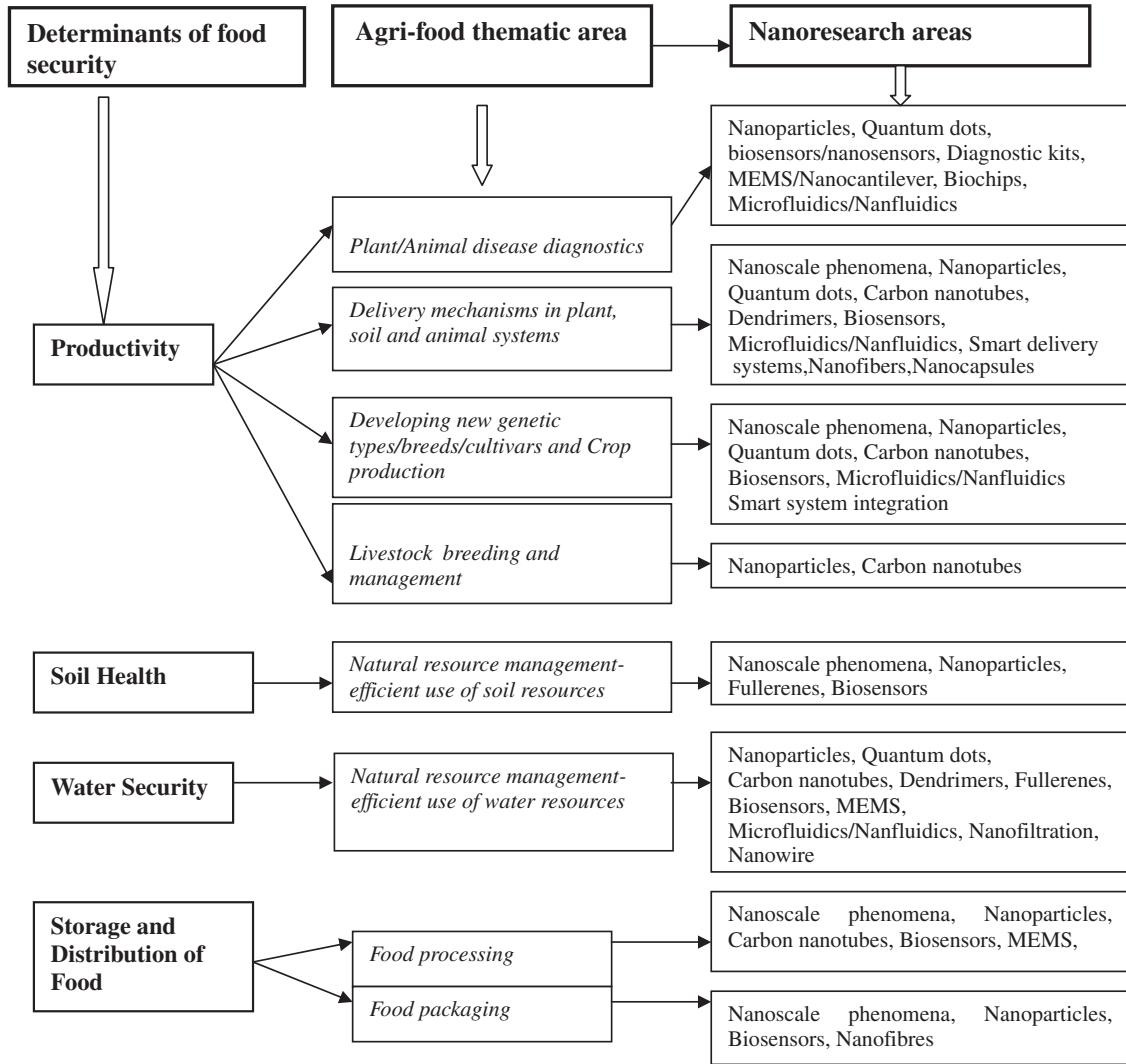 Determinants of food
security
Agri-food thematic area
Nanoresearch areas
Productivity
Plant/Animal disease diagnostics
Nanoparticles, Quantum dots,
biosensors/nanosensors, Diagnostic kits,
MEMS/Nanocantilever, Biochips,
Microfluidics/Nanfluidics
Delivery mechanisms in plant,
soil and animal systems
Nanoscale phenomena, Nanoparticles,
Quantum dots, Carbon nanotubes,
Dendrimers, Biosensors,
Microfluidics/Nanfluidics, Smart delivery
systems,Nanofibers,Nanocapsules
Developing new genetic
types/breeds/cultivars and Crop
production
Nanoscale phenomena, Nanoparticles,
Quantum dots, Carbon nanotubes,
Biosensors, Microfluidics/Nanfluidics
Smart system integration
Livestock breeding and
management
Nanoparticles, Carbon nanotubes
Soil Health
Natural resource management-
efficient use of soil resources
Nanoscale phenomena, Nanoparticles,
Fullerenes, Biosensors
Water Security
Natural resource management-
efficient use of water resources
Nanoparticles, Quantum dots,
Carbon nanotubes, Dendrimers, Fullerenes,
Biosensors, MEMS,
Microfluidics/Nanfluidics, Nanofiltration,
Nanowire
Storage and
Distribution of
Food
Food processing
Nanoscale phenomena, Nanoparticles,
Carbon nanotubes, Biosensors, MEMS,
Food packaging
Nanoscale phenomena, Nanoparticles,
Biosensors, Nanofibres